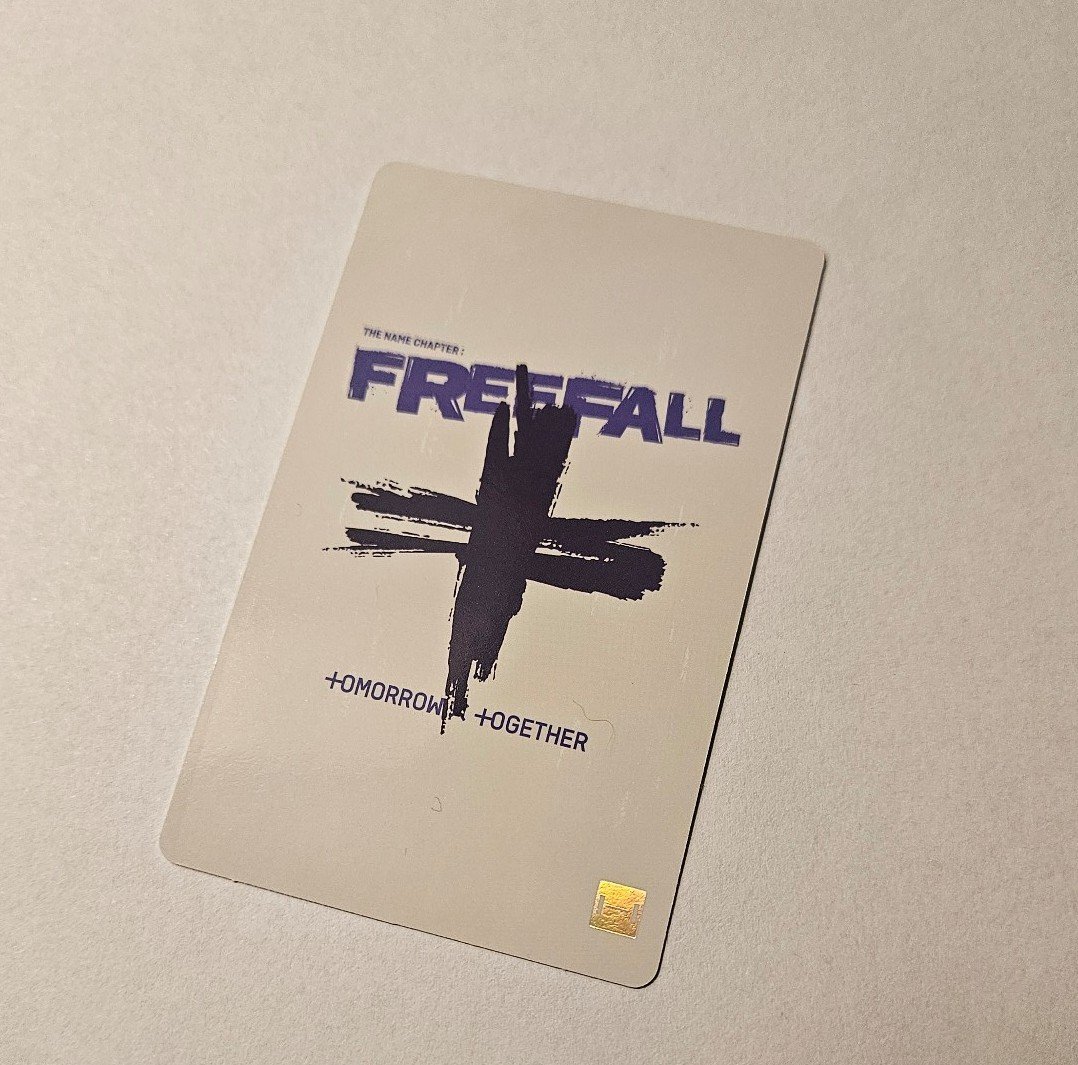 THE NAME CHAPTER :
FREEFALL
TOMORROW X TOGETHER